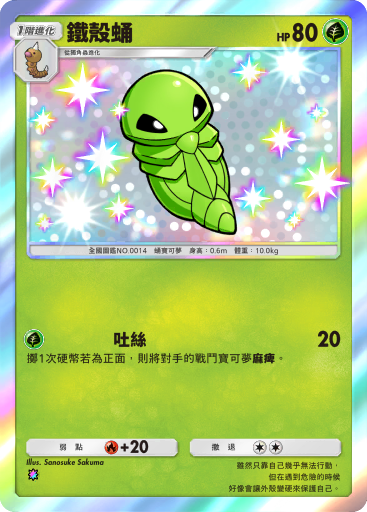 1階進化
鐵殼蛹
HP 80
從獨角蟲進化
全國圖鑑NO.0014 蛹寶可夢 身高：0.6m 體重：10.0kg
吐絲 20
擲1次硬幣若為正面，則將對手的戰鬥寶可夢麻痺。
弱點 +20 撤退
Illus. Sanosuke Sakuma
雖然只靠自己幾乎無法行動，
但在遇到危險的時候
好像會讓外殼變硬來保護自己。